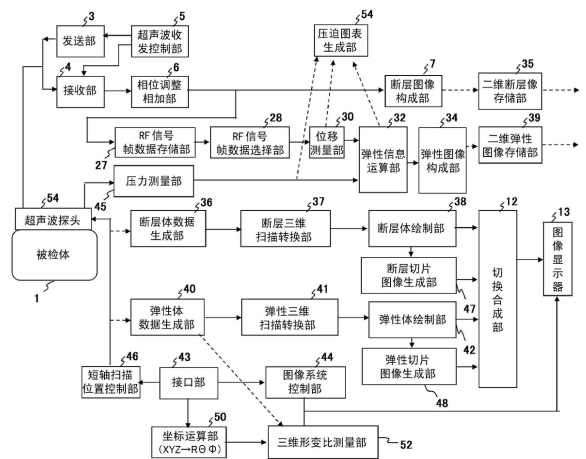 3
发送部
5
超声波收
发控制部
4
接收部
6
相位调整
相加部
54
压迫图表
生成部
7
断层图像
构成部
35
二维断层像
存储部
27
RF信号
帧数据存储部
28
RF信号
帧数据选择部
30
位移
测量部
32
弹性信息
运算部
34
弹性图像
构成部
39
二维弹性
图像存储部
45
压力测量部
54
超声波探头
被检体
1
36
断层体数据
生成部
37
断层三维
扫描转换部
38
断层体绘制部
断层切片
图像生成部
47
12
切换合成部
13
图像显示器
40
弹性体
数据生成部
41
弹性三维
扫描转换部
弹性体绘制部
42
弹性切片
图像生成部
48
46
短轴扫描
位置控制部
43
接口部
44
图像系统
控制部
50
坐标运算部
(XYZ→RΘΦ)
三维形变比测量部
52